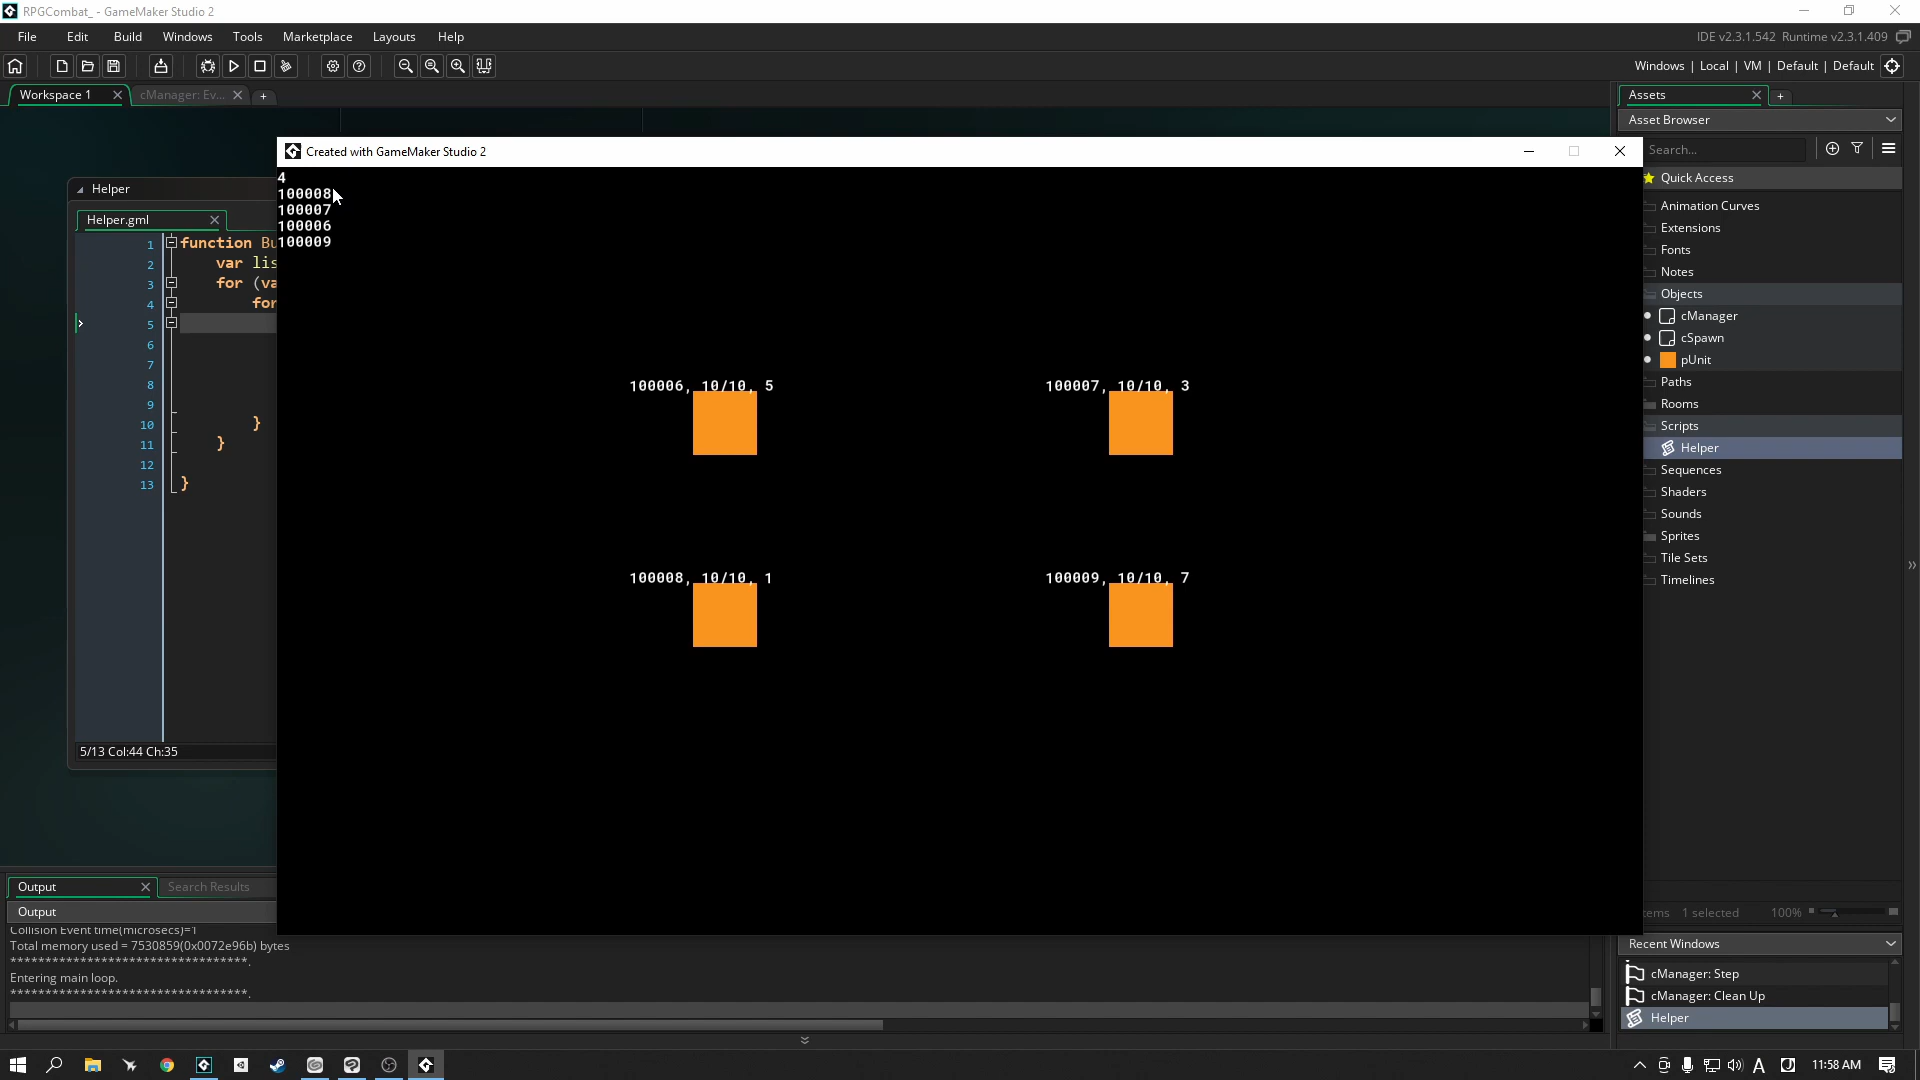 RPGCombat_ - GameMaker Studio 2
File Edit Build Windows Tools Marketplace Layouts Help
IDE v2.3.1.542 Runtime v2.3.1.409
Windows | Local | VM | Default | Default
Workspace 1
cManager: Ev...
Assets
Asset Browser
Search...
Quick Access
Animation Curves
Extensions
Fonts
Notes
Objects
cManager
cSpawn
pUnit
Paths
Rooms
Scripts
Helper
Sequences
Shaders
Sounds
Sprites
Tile Sets
Timelines
1 selected 100%
Recent Windows
cManager: Step
cManager: Clean Up
Helper
Created with GameMaker Studio 2
4
100008
100007
100006
100009
100006, 10/10, 5
100007, 10/10, 3
100008, 10/10, 1
100009, 10/10, 7
Helper
Helper.gml
1 function Bu
2 var lis
3 for (va
4 for
5
6
7
8
9
10 }
11 }
12
13 }
5/13 Col:44 Ch:35
Output
Search Results
Output
Collision Event time(microsecs)=1
Total memory used = 7530859(0x0072e96b) bytes
**********************************.
Entering main loop.
**********************************.
A
11:58 AM